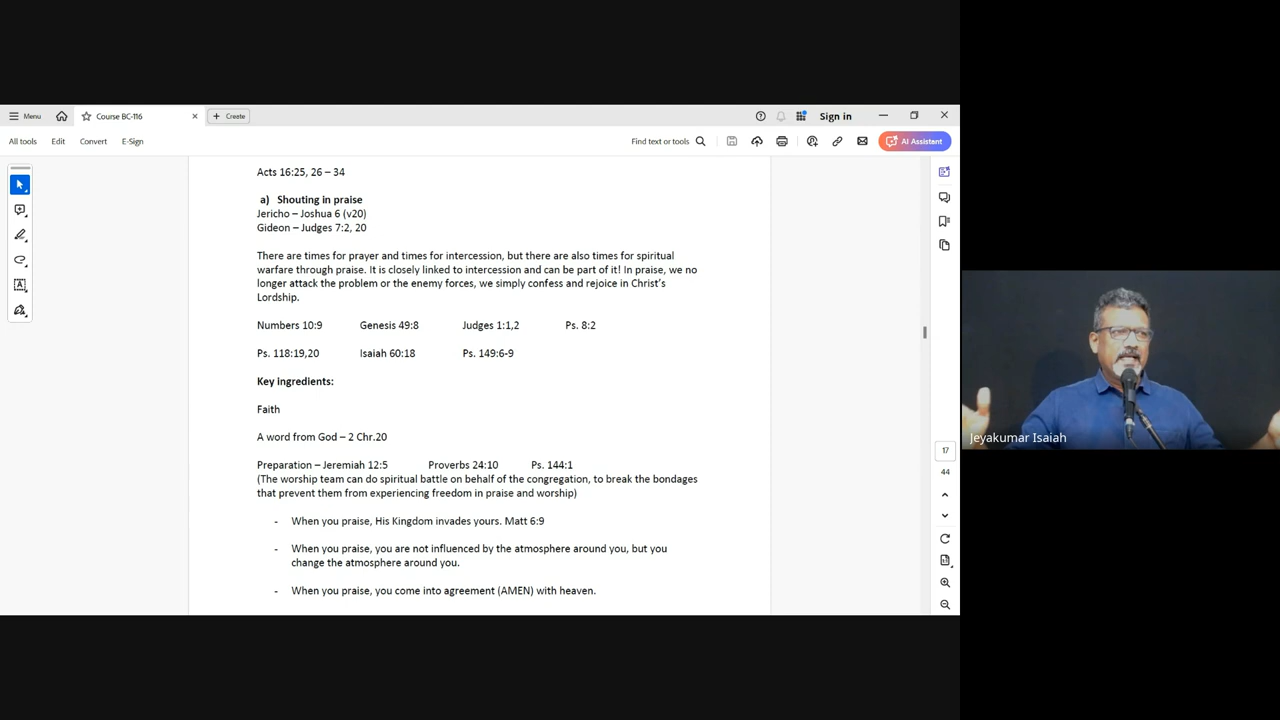 Menu
Course BC-116
Create
Sign in
All tools
Edit
Convert
E-Sign
Find text or tools
AI Assistant
Acts 16:25, 26 – 34
a) Shouting in praise
Jericho – Joshua 6 (v20)
Gideon – Judges 7:2, 20
There are times for prayer and times for intercession, but there are also times for spiritual
warfare through praise. It is closely linked to intercession and can be part of it! In praise, we no
longer attack the problem or the enemy forces, we simply confess and rejoice in Christ's
Lordship.
Numbers 10:9 Genesis 49:8 Judges 1:1,2 Ps. 8:2
Ps. 118:19,20 Isaiah 60:18 Ps. 149:6-9
Key ingredients:
Faith
A word from God – 2 Chr.20
Preparation – Jeremiah 12:5 Proverbs 24:10 Ps. 144:1
(The worship team can do spiritual battle on behalf of the congregation, to break the bondages
that prevent them from experiencing freedom in praise and worship)
- When you praise, His Kingdom invades yours. Matt 6:9
- When you praise, you are not influenced by the atmosphere around you, but you
change the atmosphere around you.
- When you praise, you come into agreement (AMEN) with heaven.
17
44
Jeyakumar Isaiah